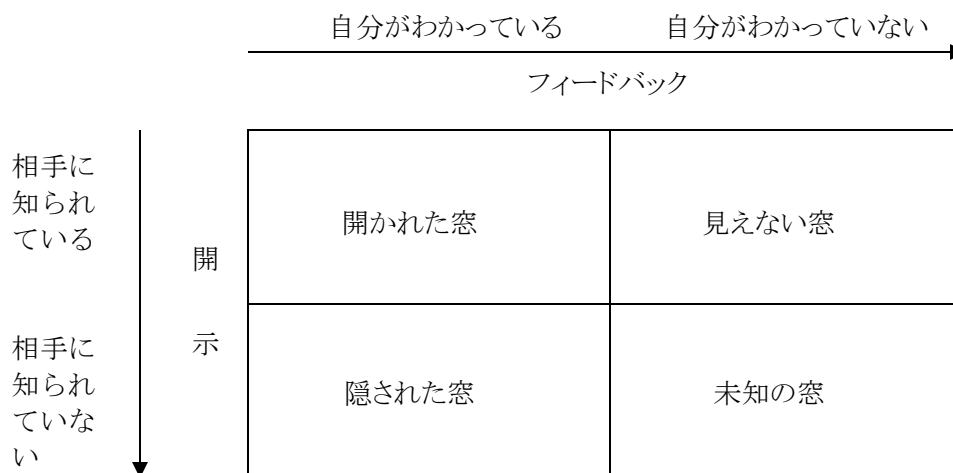 自分がわかっている 自分がわかっていない
フィードバック
相手に
知られ
ている
開
示
開かれた窓 見えない窓
相手に
知られ
ていな
い
隠された窓 未知の窓